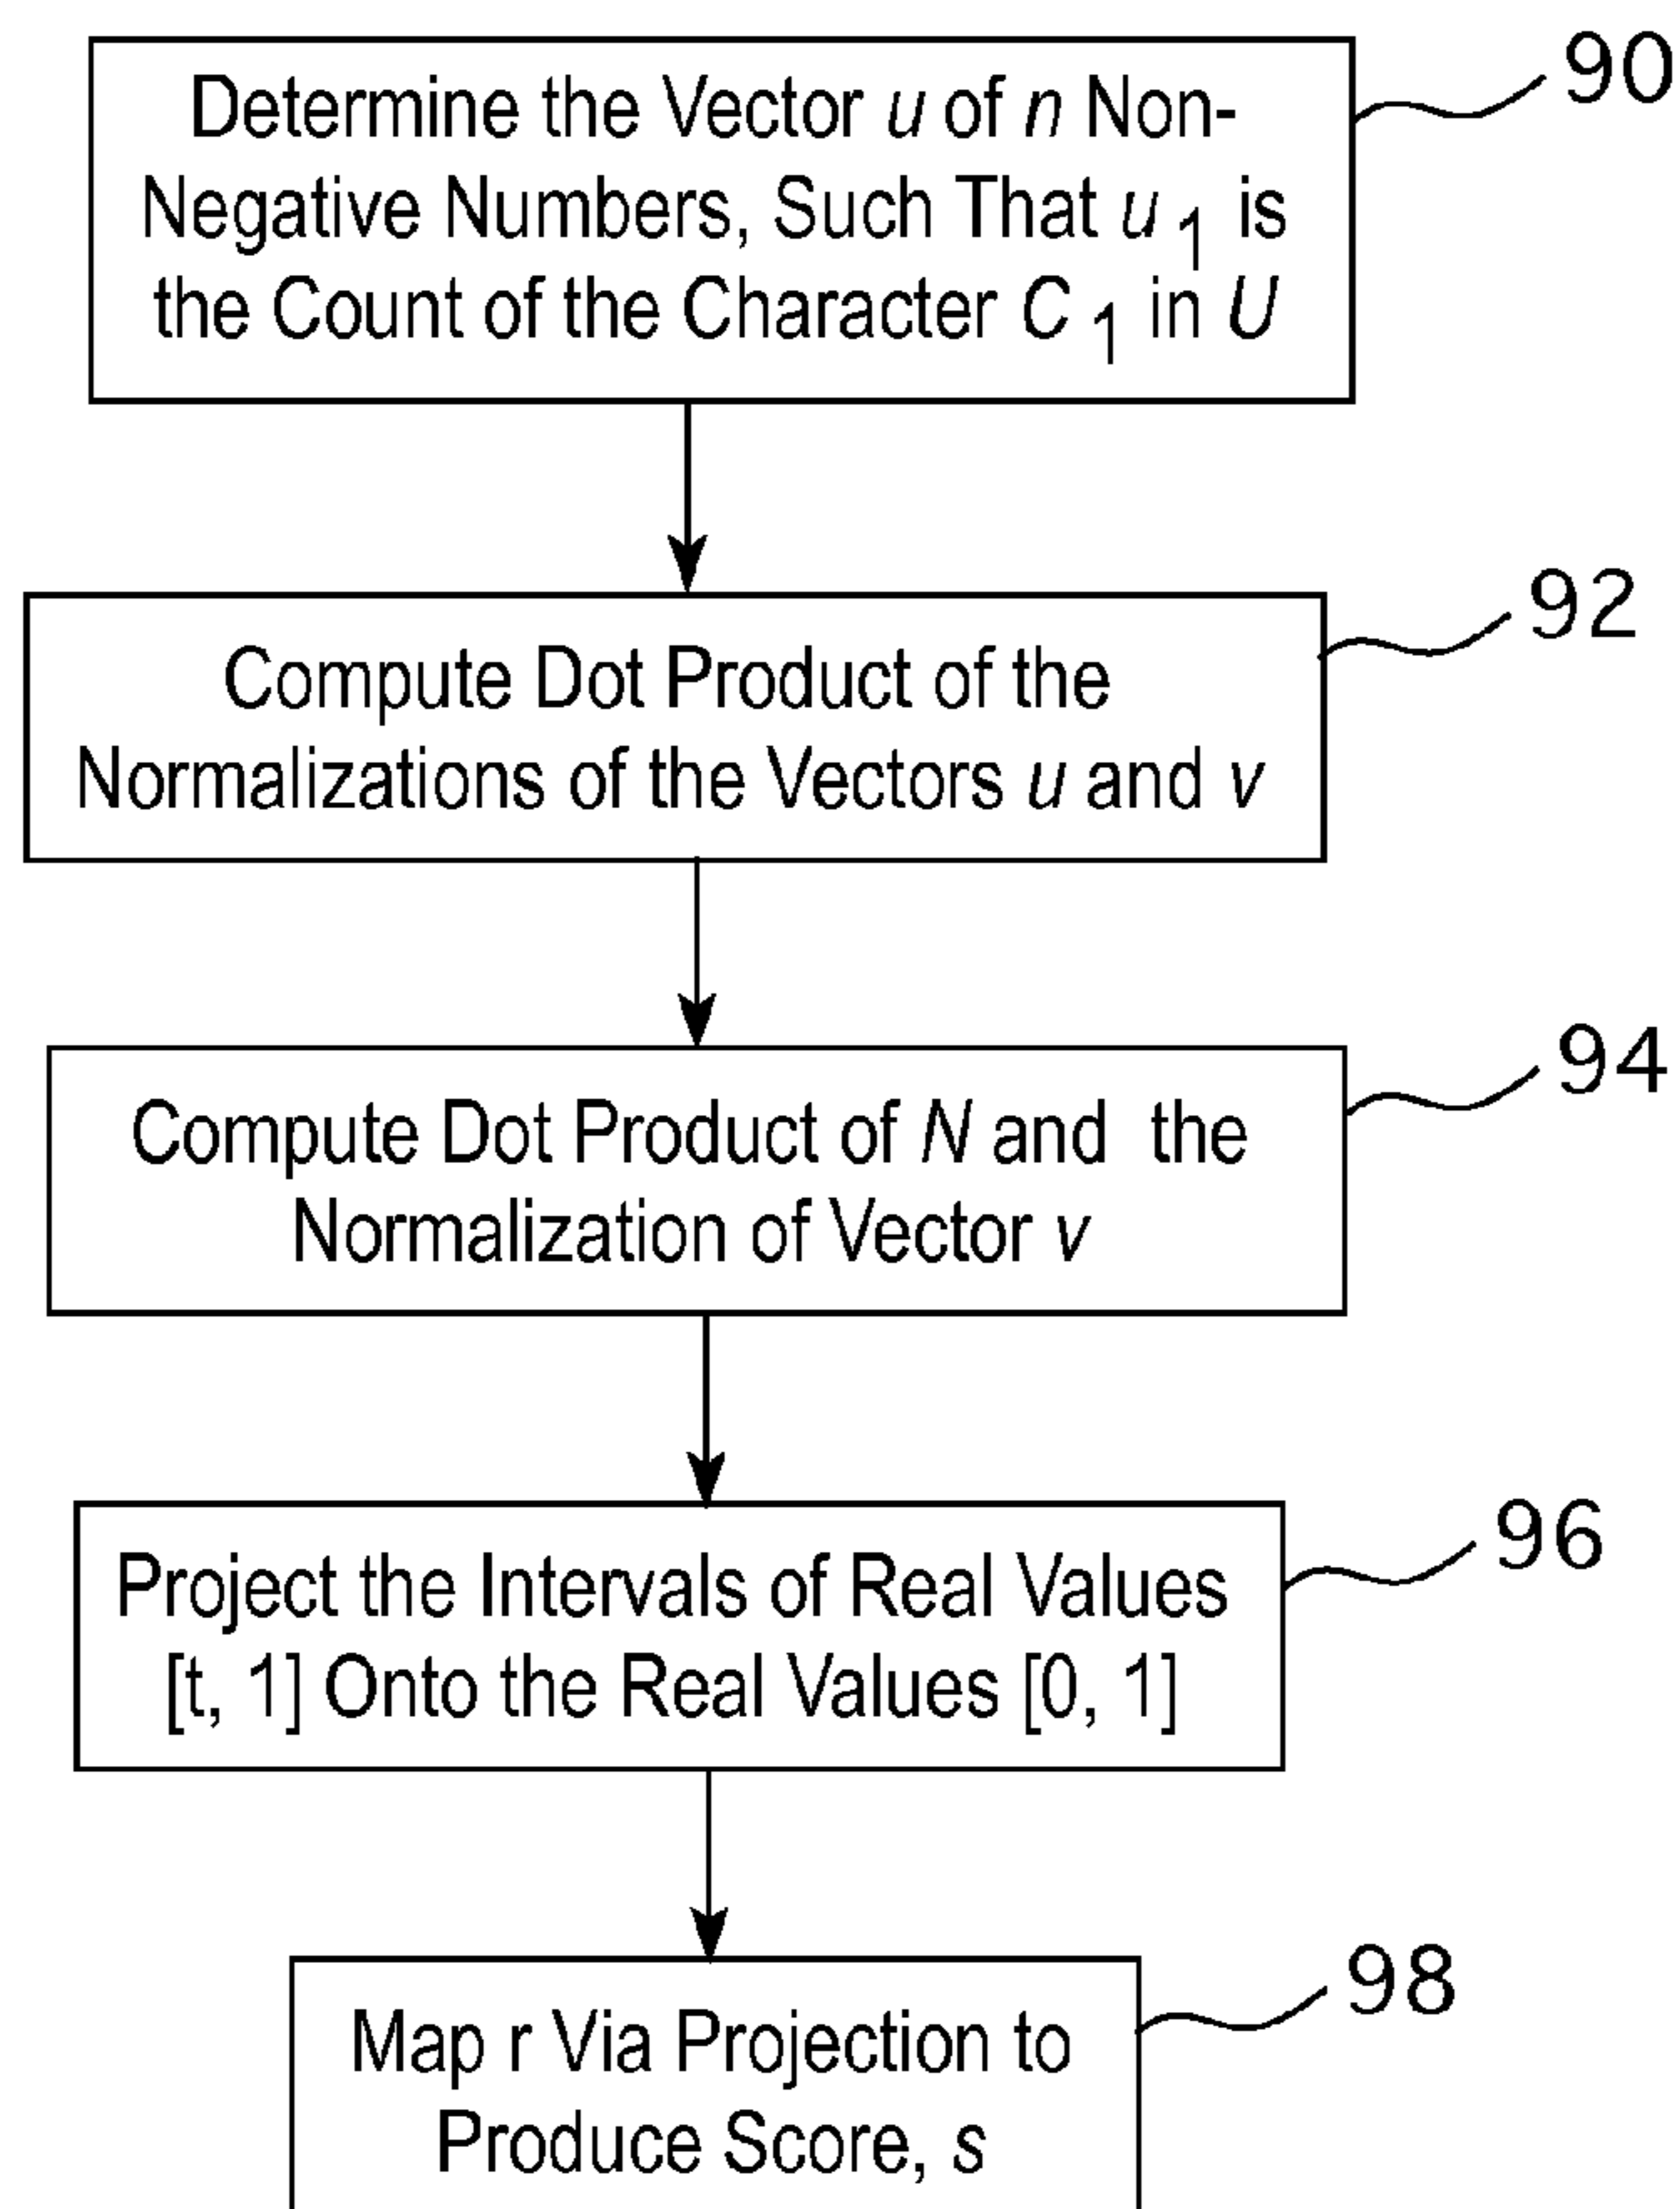 90
Determine the Vector u of n Non-
Negative Numbers, Such That u 1 is
the Count of the Character C 1 in U
92
Compute Dot Product of the
Normalizations of the Vectors u and v
94
Compute Dot Product of N and the
Normalization of Vector v
96
Project the Intervals of Real Values
[t, 1] Onto the Real Values [0, 1]
98
Map r Via Projection to
Produce Score, s